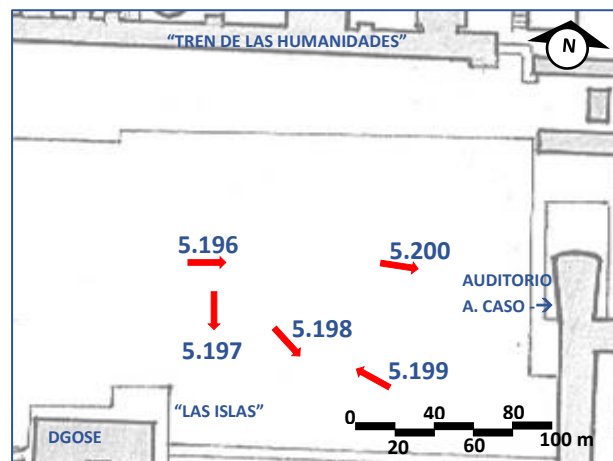 “TREN DE LAS HUMANIDADES”
N
5.196
5.200
AUDITORIO
A. CASO
5.197
5.198
5.199
“LAS ISLAS”
0 40 80
20 60 100 m
DGOSE